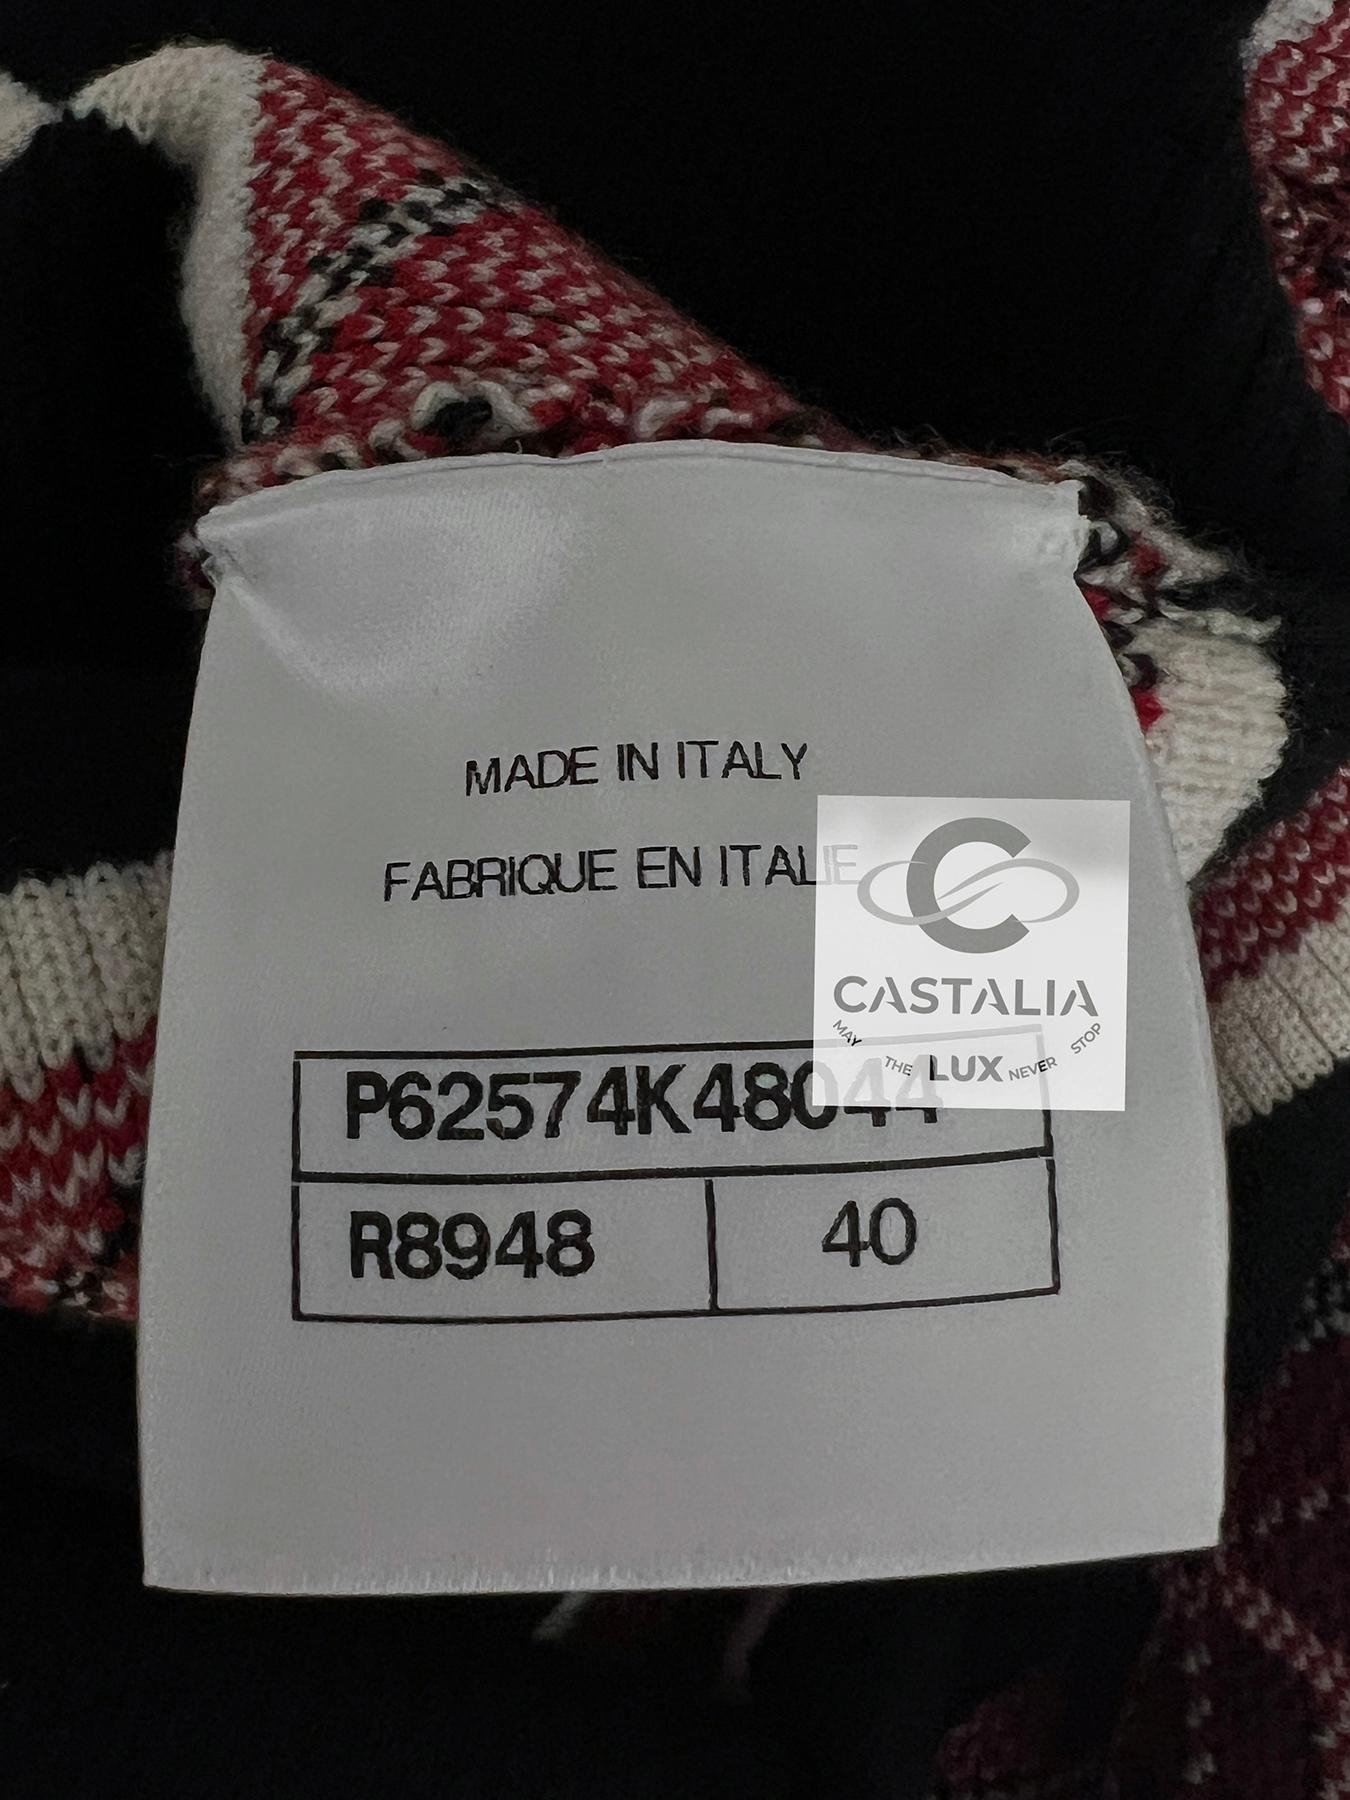 MADE IN ITALY
FABRIQUE EN ITALIE
CASTALIA
MAY THE LUX NEVER STOP
P62574K48044
R8948 40